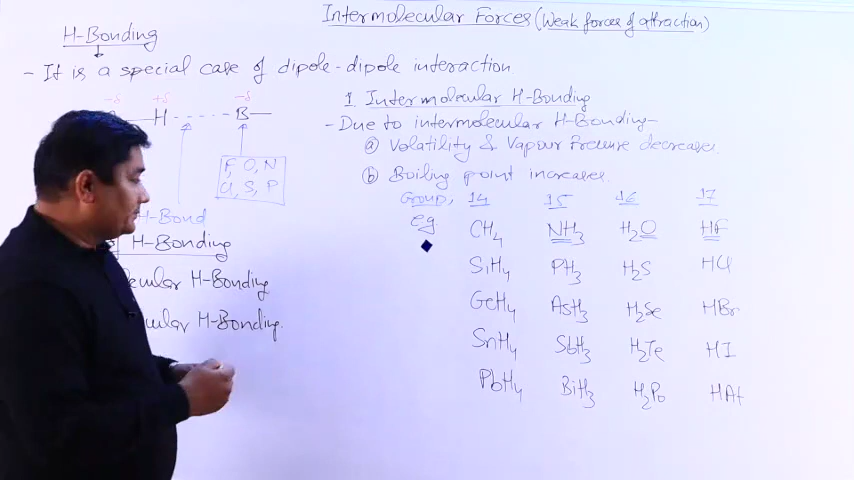 Intermolecular Forces (Weak forces of attraction)
H-Bonding
- It is a special case of dipole-dipole interaction
-δ +δ -δ
— H ----- B —
F, O, N
Cl, S, P
H-Bond
H-Bonding
H-Bonding
H-Bonding.
1 Intermolecular H-Bonding
- Due to intermolecular H-Bonding-
(a) Volatility & Vapour Pressure decreases.
(b) Boiling point increases.
Group, 14 15 16 17
eg. CH4 NH3 H2O HF
SiH4 PH3 H2S HCl
GeH4 AsH3 H2Se HBr
SnH4 SbH3 H2Te HI
PbH4 BiH3 H2Po HAt